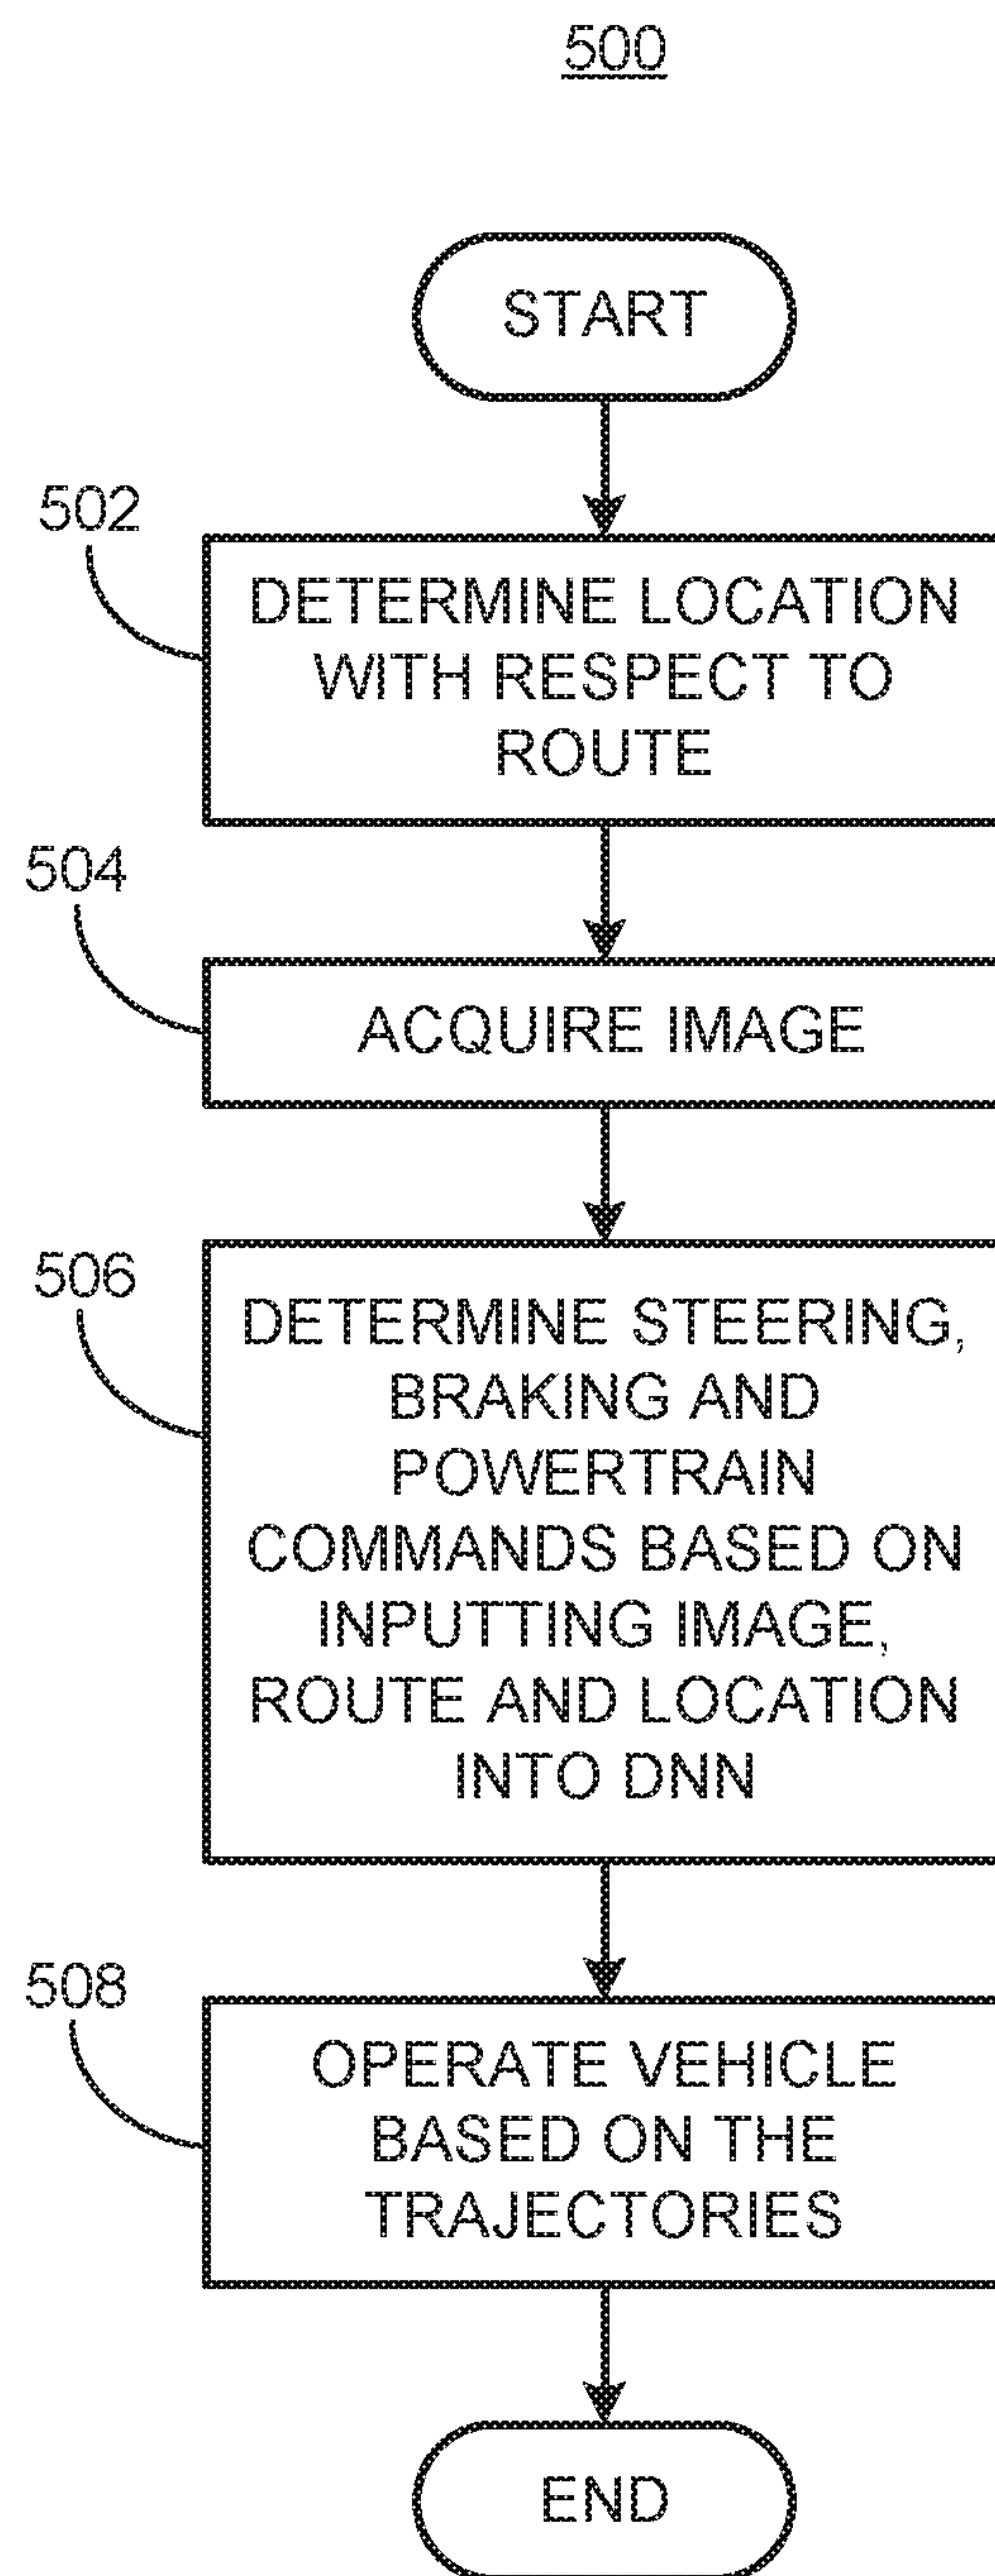 500
START
502
DETERMINE LOCATION
WITH RESPECT TO
ROUTE
504
ACQUIRE IMAGE
506
DETERMINE STEERING,
BRAKING AND
POWERTRAIN
COMMANDS BASED ON
INPUTTING IMAGE,
ROUTE AND LOCATION
INTO DNN
508
OPERATE VEHICLE
BASED ON THE
TRAJECTORIES
END